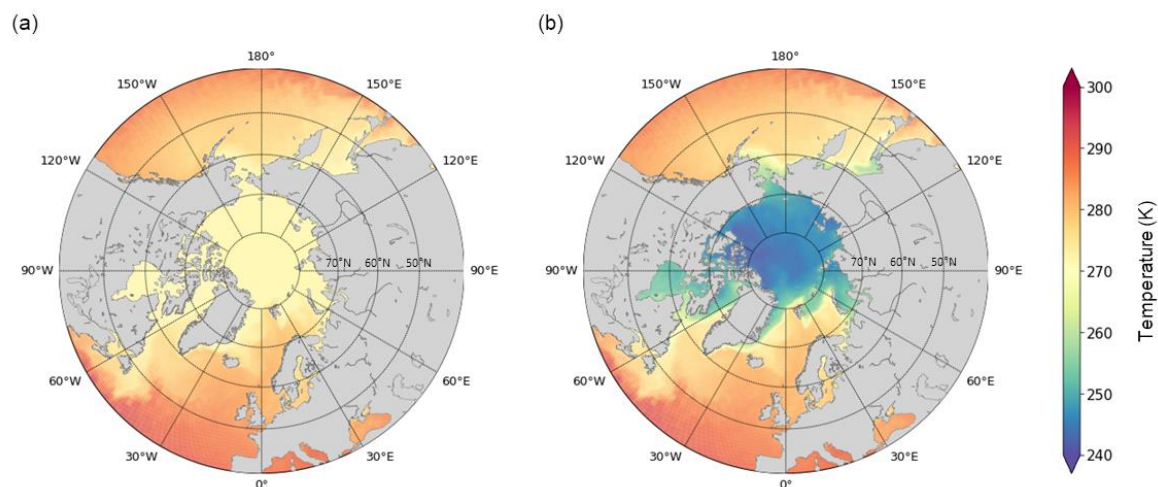 (a)
(b)
180°
150°W
150°E
120°W
120°E
90°W
70°N 60°N 50°N
90°E
60°W
60°E
30°W
30°E
0°
180°
150°W
150°E
120°W
120°E
90°W
70°N 60°N 50°N
90°E
60°W
60°E
30°W
30°E
0°
300
290
280
270
260
250
240
Temperature (K)